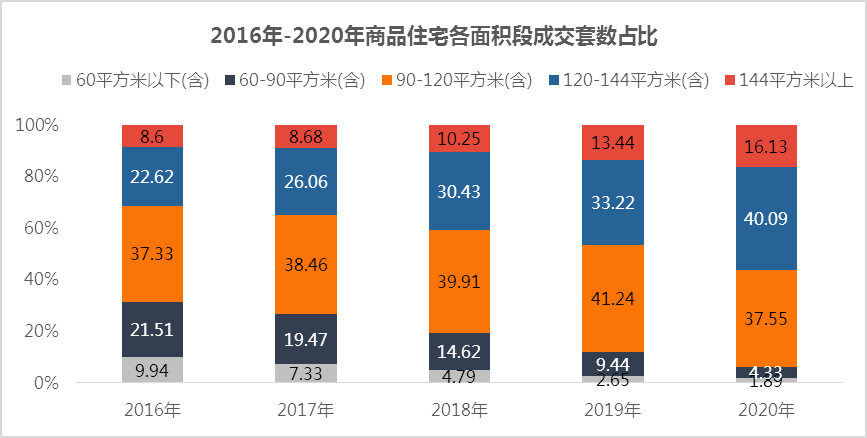 2016年-2020年商品住宅各面积段成交套数占比
60平方米以下(含) 60-90平方米(含) 90-120平方米(含) 120-144平方米(含) 144平方米以上
100% 8.6 8.68 10.25 13.44 16.13
80% 22.62 26.06 30.43 33.22 40.09
60%
40% 37.33 38.46 39.91 41.24 37.55
20% 21.51 19.47 14.62 9.44 4.33
0% 9.94 7.33 4.79 2.65 1.89
2016年 2017年 2018年 2019年 2020年